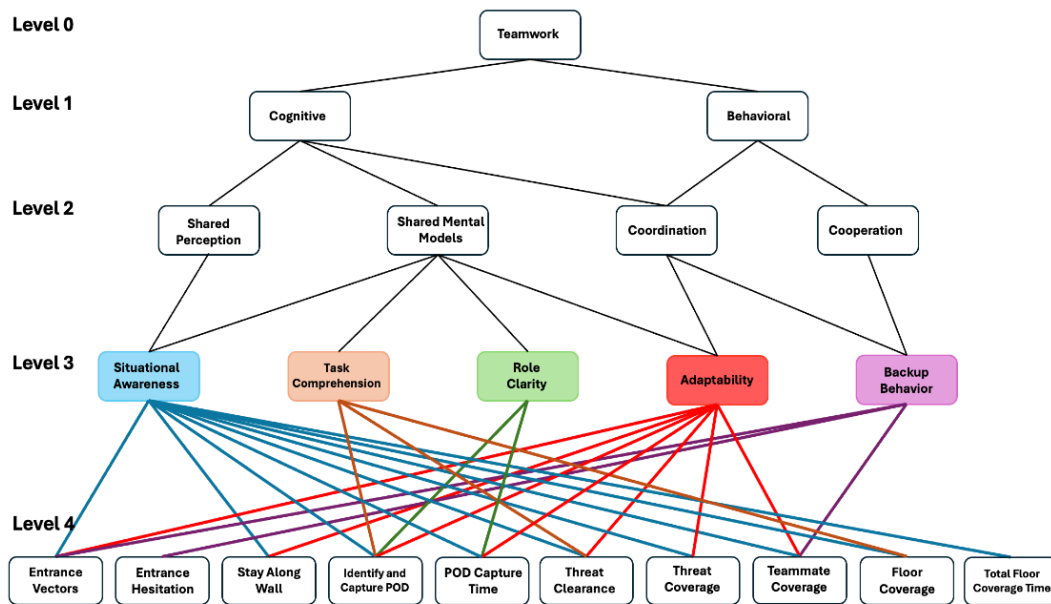 Level 0
Teamwork
Level 1
Cognitive
Behavioral
Level 2
Shared
Perception
Shared Mental
Models
Coordination
Cooperation
Level 3
Situational
Awareness
Task
Comprehension
Role
Clarity
Adaptability
Backup
Behavior
Level 4
Entrance
Vectors
Entrance
Hesitation
Stay Along
Wall
Identify and
Capture POD
POD Capture
Time
Threat
Clearance
Threat
Coverage
Teammate
Coverage
Floor
Coverage
Total Floor
Coverage Time